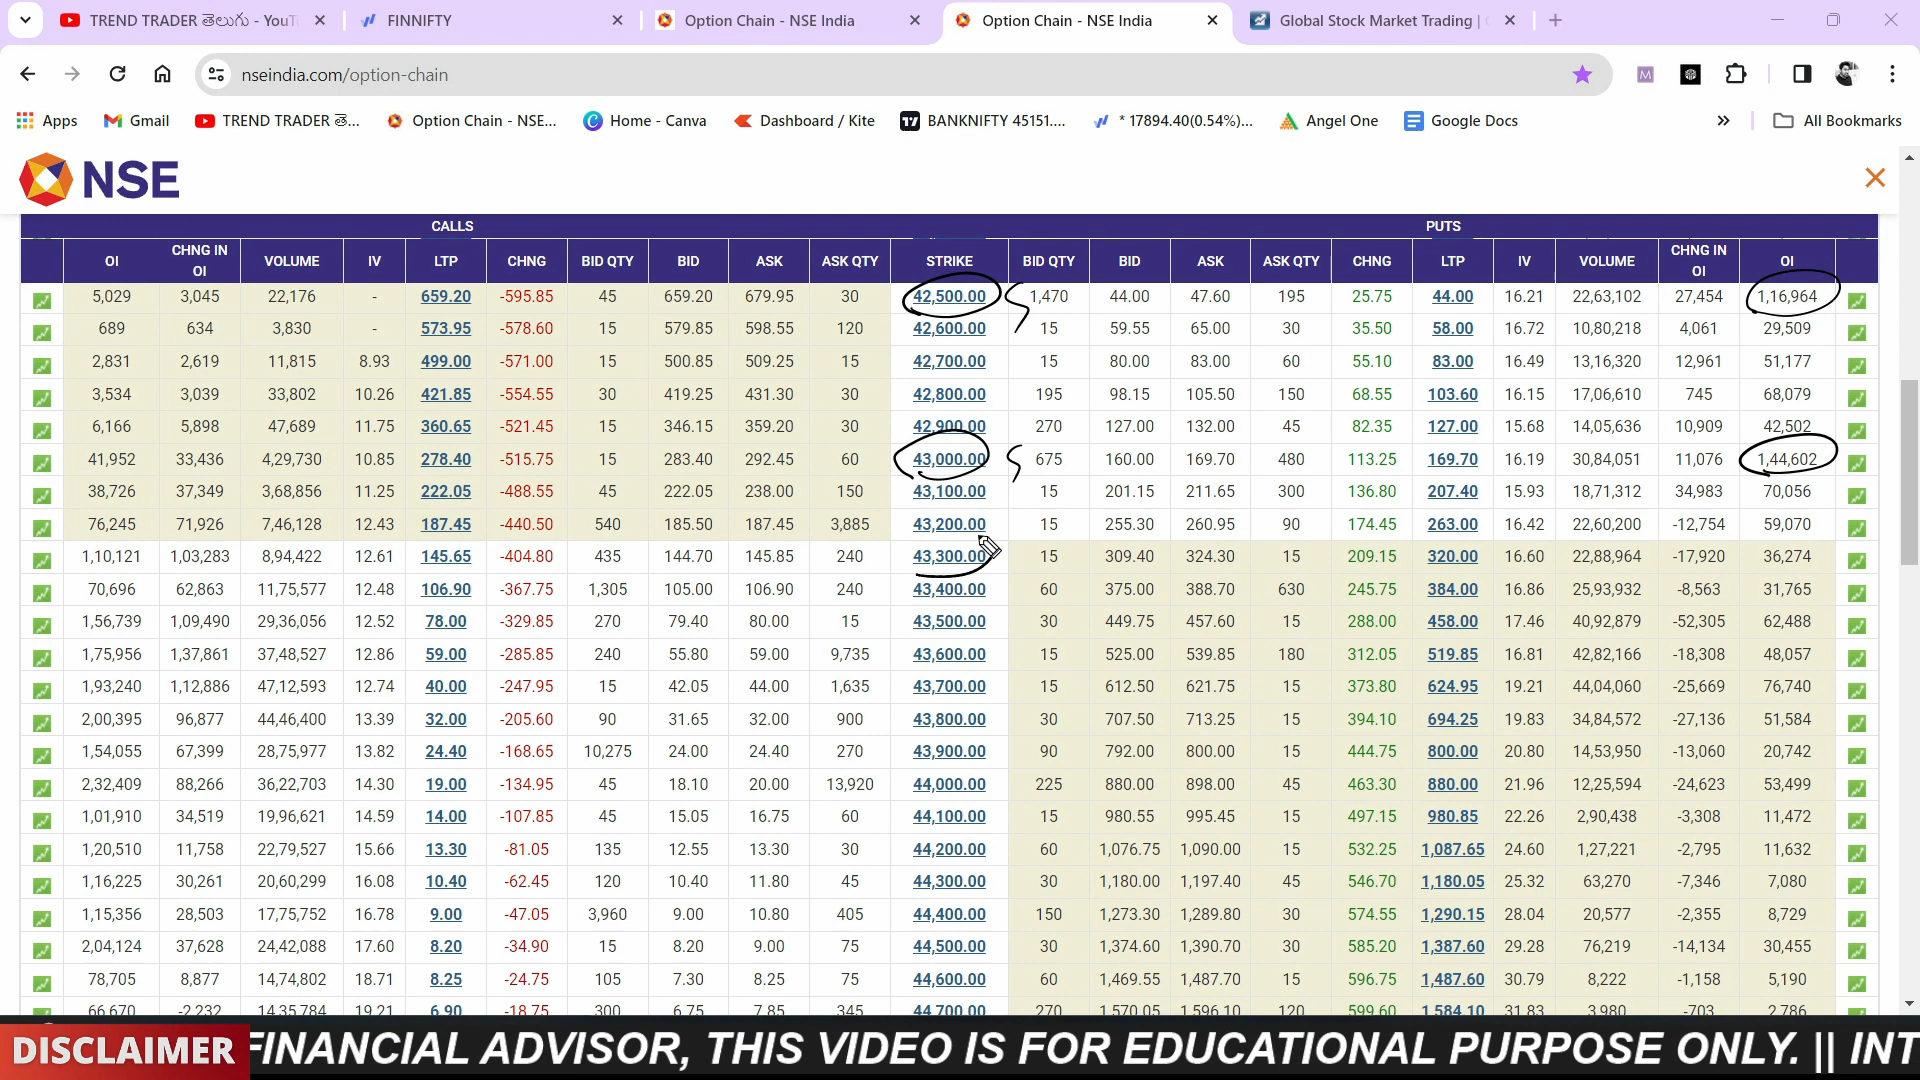 TREND TRADER తెలుగు - YouT
FINNIFTY
Option Chain - NSE India
Option Chain - NSE India
Global Stock Market Trading |
nseindia.com/option-chain
Apps
Gmail
TREND TRADER తె...
Option Chain - NSE...
Home - Canva
Dashboard / Kite
BANKNIFTY 45151....
* 17894.40(0.54%)...
Angel One
Google Docs
All Bookmarks
NSE
CALLS PUTS
OI CHNG IN OI VOLUME IV LTP CHNG BID QTY BID ASK ASK QTY STRIKE BID QTY BID ASK ASK QTY CHNG LTP IV VOLUME CHNG IN OI OI
5,029 3,045 22,176 - 659.20 -595.85 45 659.20 679.95 30 42,500.00 1,470 44.00 47.60 195 25.75 44.00 16.21 22,63,102 27,454 1,16,964
689 634 3,830 - 573.95 -578.60 15 579.85 598.55 120 42,600.00 15 59.55 65.00 30 35.50 58.00 16.72 10,80,218 4,061 29,509
2,831 2,619 11,815 8.93 499.00 -571.00 15 500.85 509.25 15 42,700.00 15 80.00 83.00 60 55.10 83.00 16.49 13,16,320 12,961 51,177
3,534 3,039 33,802 10.26 421.85 -554.55 30 419.25 431.30 30 42,800.00 195 98.15 105.50 150 68.55 103.60 16.15 17,06,610 745 68,079
6,166 5,898 47,689 11.75 360.65 -521.45 15 346.15 359.20 30 42,900.00 270 127.00 132.00 45 82.35 127.00 15.68 14,05,636 10,909 42,502
41,952 33,436 4,29,730 10.85 278.40 -515.75 15 283.40 292.45 60 43,000.00 675 160.00 169.70 480 113.25 169.70 16.19 30,84,051 11,076 1,44,602
38,726 37,349 3,68,856 11.25 222.05 -488.55 45 222.05 238.00 150 43,100.00 15 201.15 211.65 300 136.80 207.40 15.93 18,71,312 34,983 70,056
76,245 71,926 7,46,128 12.43 187.45 -440.50 540 185.50 187.45 3,885 43,200.00 15 255.30 260.95 90 174.45 263.00 16.42 22,60,200 -12,754 59,070
1,10,121 1,03,283 8,94,422 12.61 145.65 -404.80 435 144.70 145.85 240 43,300.00 15 309.40 324.30 15 209.15 320.00 16.60 22,88,964 -17,920 36,274
70,696 62,863 11,75,577 12.48 106.90 -367.75 1,305 105.00 106.90 240 43,400.00 60 375.00 388.70 630 245.75 384.00 16.86 25,93,932 -8,563 31,765
1,56,739 1,09,490 29,36,056 12.52 78.00 -329.85 270 79.40 80.00 15 43,500.00 30 449.75 457.60 15 288.00 458.00 17.46 40,92,879 -52,305 62,488
1,75,956 1,37,861 37,48,527 12.86 59.00 -285.85 240 55.80 59.00 9,735 43,600.00 15 525.00 539.85 180 312.05 519.85 16.81 42,82,166 -18,308 48,057
1,93,240 1,12,886 47,12,593 12.74 40.00 -247.95 15 42.05 44.00 1,635 43,700.00 15 612.50 621.75 15 373.80 624.95 19.21 44,04,060 -25,669 76,740
2,00,395 96,877 44,46,400 13.39 32.00 -205.60 90 31.65 32.00 900 43,800.00 30 707.50 713.25 15 394.10 694.25 19.83 34,84,572 -27,136 51,584
1,54,055 67,399 28,75,977 13.82 24.40 -168.65 10,275 24.00 24.40 270 43,900.00 90 792.00 800.00 15 444.75 800.00 20.80 14,53,950 -13,060 20,742
2,32,409 88,266 36,22,703 14.30 19.00 -134.95 45 18.10 20.00 13,920 44,000.00 225 880.00 898.00 45 463.30 880.00 21.96 12,25,594 -24,623 53,499
1,01,910 34,519 19,96,621 14.59 14.00 -107.85 45 15.05 16.75 60 44,100.00 15 980.55 995.45 15 497.15 980.85 22.26 2,90,438 -3,308 11,472
1,20,510 11,758 22,79,527 15.66 13.30 -81.05 135 12.55 13.30 30 44,200.00 60 1,076.75 1,090.00 15 532.25 1,087.65 24.60 1,27,221 -2,795 11,632
1,16,225 30,261 20,60,299 16.08 10.40 -62.45 120 10.40 11.80 45 44,300.00 30 1,180.00 1,197.40 45 546.70 1,180.05 25.32 63,270 -7,346 7,080
1,15,356 28,503 17,75,752 16.78 9.00 -47.05 3,960 9.00 10.80 405 44,400.00 150 1,273.30 1,289.80 30 574.55 1,290.15 28.04 20,577 -2,355 8,729
2,04,124 37,628 24,42,088 17.60 8.20 -34.90 15 8.20 9.00 75 44,500.00 30 1,374.60 1,390.70 30 585.20 1,387.60 29.28 76,219 -14,134 30,455
78,705 8,877 14,74,802 18.71 8.25 -24.75 105 7.30 8.25 75 44,600.00 60 1,469.55 1,487.70 15 596.75 1,487.60 30.79 8,222 -1,158 5,190
66,670 -2,232 14,35,784 19.21 6.90 -18.75 300 6.75 7.85 345 44,700.00 270 1,570.05 1,596.10 120 599.60 1,584.10 31.83 3,980 -703 2,786
DISCLAIMER FINANCIAL ADVISOR, THIS VIDEO IS FOR EDUCATIONAL PURPOSE ONLY. || INT